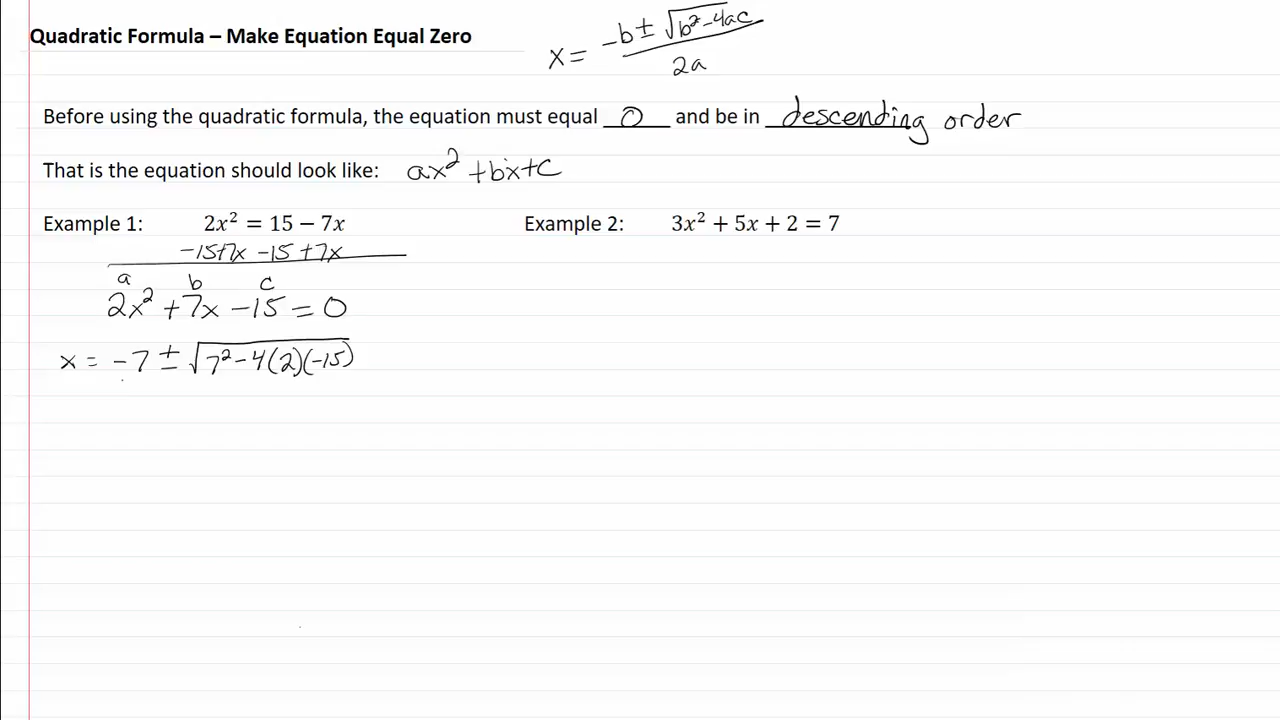 Quadratic Formula – Make Equation Equal Zero
x = (-b ± √(b² - 4ac)) / 2a
Before using the quadratic formula, the equation must equal 0 and be in descending order
That is the equation should look like: ax² + bx + c
Example 1: 2x² = 15 − 7x
Example 2: 3x² + 5x + 2 = 7
-15+7x -15 +7x
a b c
2x² + 7x - 15 = 0
x = -7 ± √(7² - 4(2)(-15))